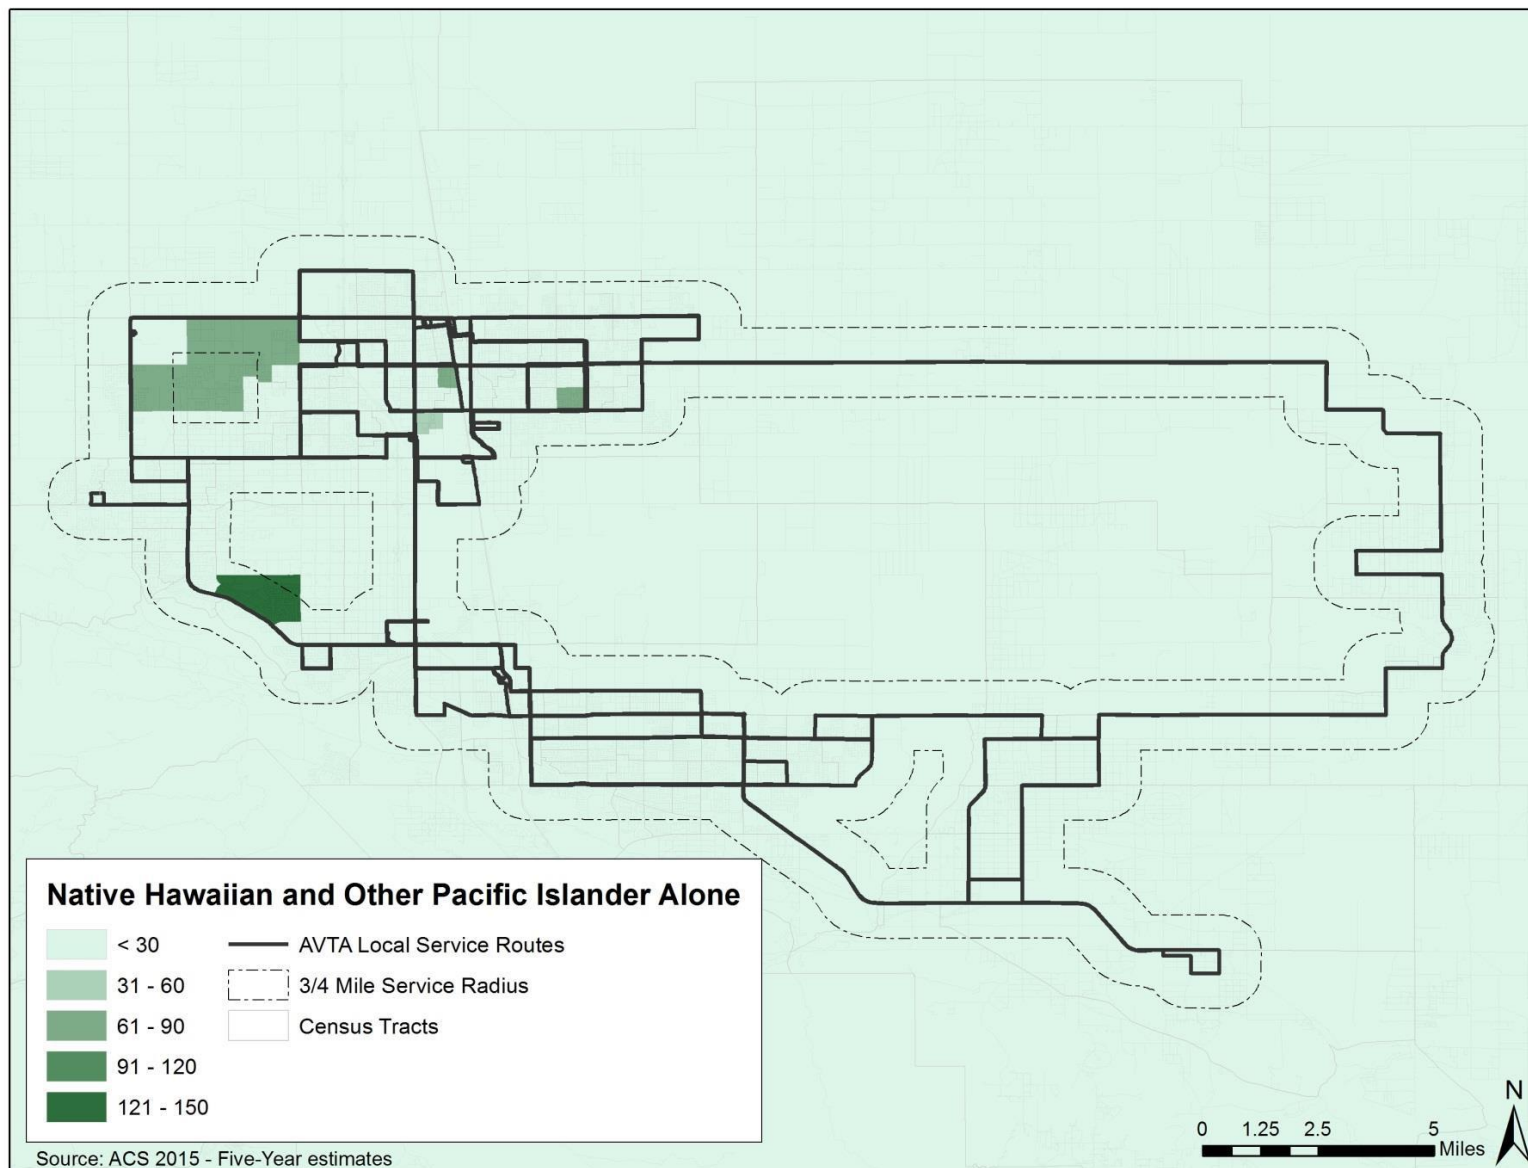 Native Hawaiian and Other Pacific Islander Alone
< 30
AVTA Local Service Routes
31 - 60
3/4 Mile Service Radius
61 - 90
Census Tracts
91 - 120
121 - 150
Source: ACS 2015 - Five-Year estimates
N
0 1.25 2.5 5
Miles